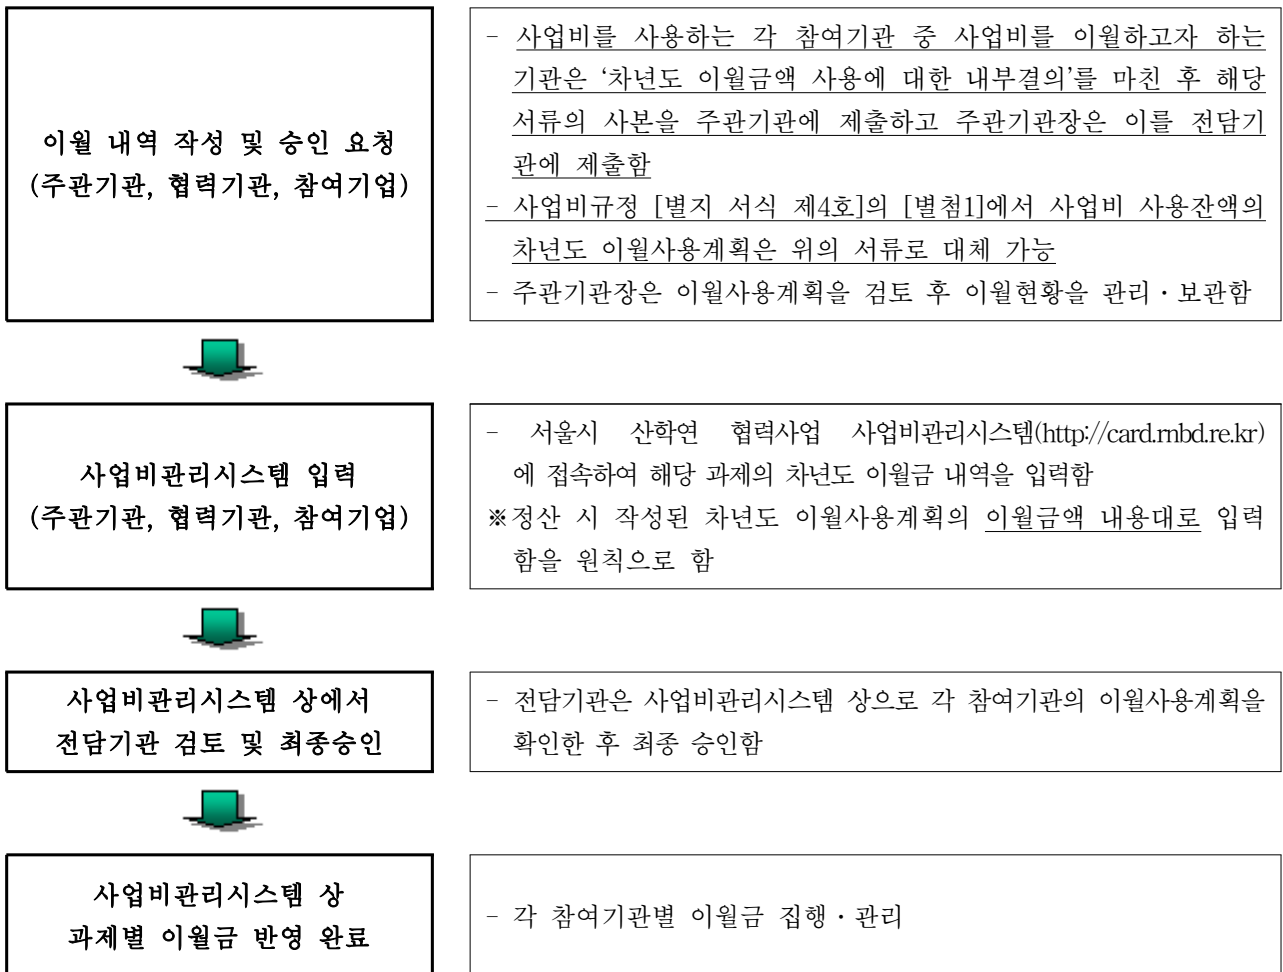 이월 내역 작성 및 승인 요청
(주관기관, 협력기관, 참여기업)
- 사업비를 사용하는 각 참여기관 중 사업비를 이월하고자 하는
기관은 ‘차년도 이월금액 사용에 대한 내부결의’를 마친 후 해당
서류의 사본을 주관기관에 제출하고 주관기관장은 이를 전담기
관에 제출함
- 사업비규정 [별지 서식 제4호]의 [별첨1]에서 사업비 사용잔액의
차년도 이월사용계획은 위의 서류로 대체 가능
- 주관기관장은 이월사용계획을 검토 후 이월현황을 관리・보관함
사업비관리시스템 입력
(주관기관, 협력기관, 참여기업)
- 서울시 산학연 협력사업 사업비관리시스템(http://card.rnbd.re.kr)
에 접속하여 해당 과제의 차년도 이월금 내역을 입력함
※정산 시 작성된 차년도 이월사용계획의 이월금액 내용대로 입력
함을 원칙으로 함
사업비관리시스템 상에서
전담기관 검토 및 최종승인
- 전담기관은 사업비관리시스템 상으로 각 참여기관의 이월사용계획을
확인한 후 최종 승인함
사업비관리시스템 상
과제별 이월금 반영 완료
- 각 참여기관별 이월금 집행・관리